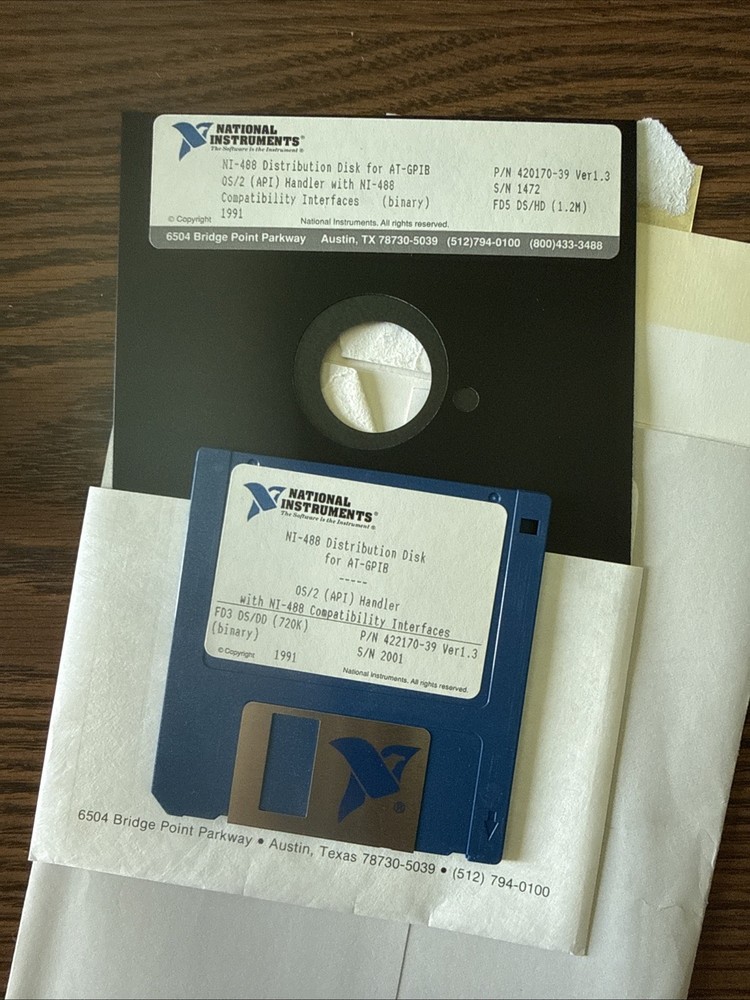 NATIONAL
INSTRUMENTS®
The Software is the Instrument ®
NI-488 Distribution Disk for AT-GPIB
OS/2 (API) Handler with NI-488
Compatibility Interfaces (binary)
P/N 420170-39 Ver1.3
S/N 1472
FD5 DS/HD (1.2M)
© Copyright 1991 National Instruments. All rights reserved.
6504 Bridge Point Parkway Austin, TX 78730-5039 (512)794-0100 (800)433-3488
NATIONAL
INSTRUMENTS®
The Software is the Instrument®
NI-488 Distribution Disk
for AT-GPIB
-----
OS/2 (API) Handler
with NI-488 Compatibility Interfaces
FD3 DS/DD (720K)
(binary)
P/N 422170-39 Ver1.3
S/N 2001
© Copyright 1991
National Instruments. All rights reserved.
®
6504 Bridge Point Parkway • Austin, Texas 78730-5039 • (512) 794-0100